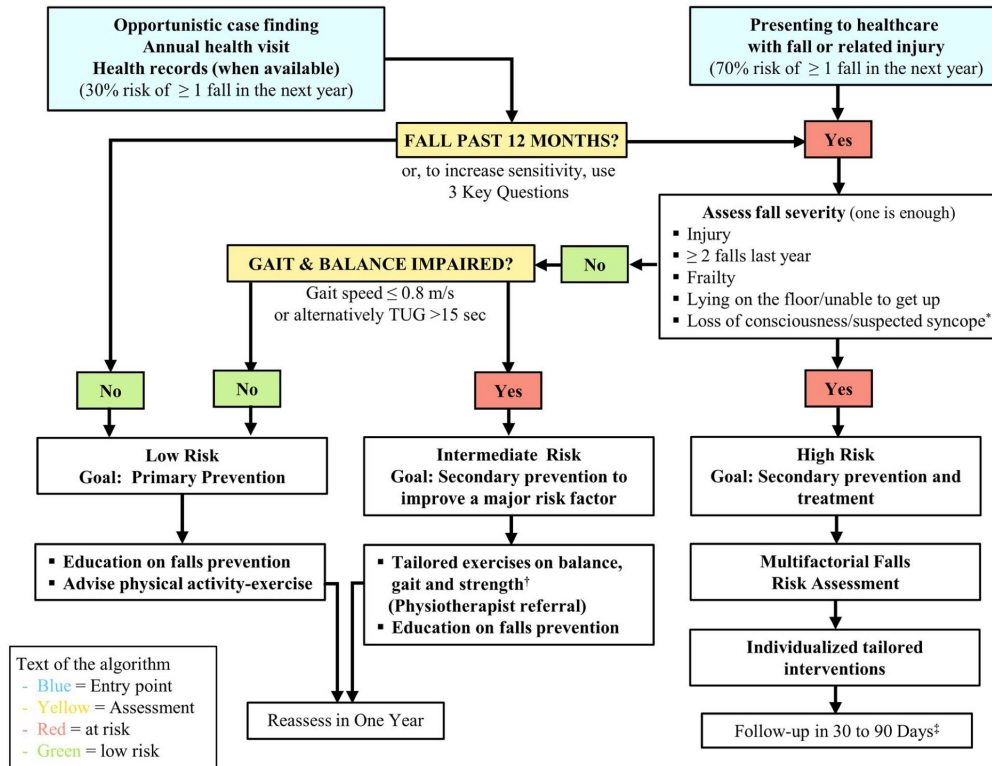 Opportunistic case finding
Annual health visit
Health records (when available)
(30% risk of ≥ 1 fall in the next year)
Presenting to healthcare
with fall or related injury
(70% risk of ≥ 1 fall in the next year)
FALL PAST 12 MONTHS?
or, to increase sensitivity, use
3 Key Questions
Yes
Assess fall severity (one is enough)
▪ Injury
▪ ≥ 2 falls last year
▪ Frailty
▪ Lying on the floor/unable to get up
▪ Loss of consciousness/suspected syncope*
No
GAIT & BALANCE IMPAIRED?
Gait speed ≤ 0.8 m/s
or alternatively TUG >15 sec
No
No
Yes
Yes
Low Risk
Goal: Primary Prevention
Intermediate Risk
Goal: Secondary prevention to
improve a major risk factor
High Risk
Goal: Secondary prevention and
treatment
▪ Education on falls prevention
▪ Advise physical activity-exercise
▪ Tailored exercises on balance,
gait and strength†
(Physiotherapist referral)
▪ Education on falls prevention
Multifactorial Falls
Risk Assessment
Individualized tailored
interventions
Reassess in One Year
Follow-up in 30 to 90 Days‡
Text of the algorithm
- Blue = Entry point
- Yellow = Assessment
- Red = at risk
- Green = low risk